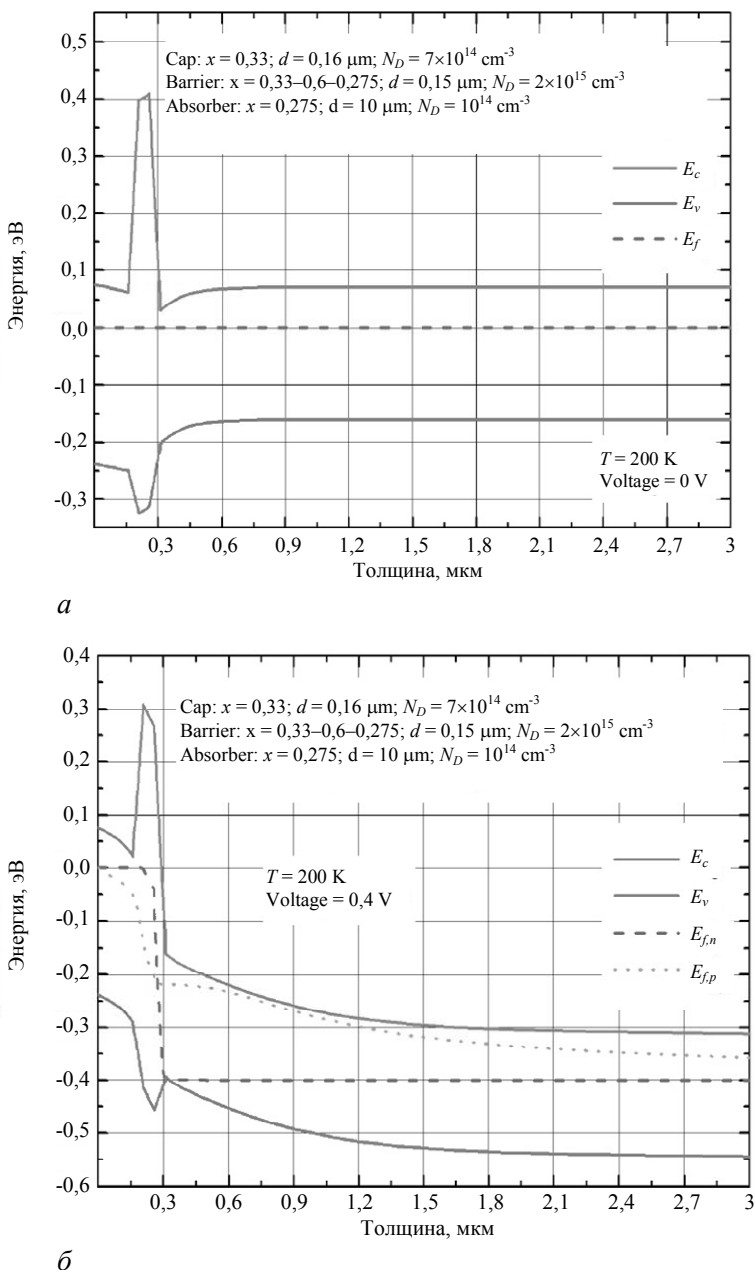 0,5
0,4
0,3
0,2
0,1
0,0
-0,1
-0,2
-0,3
Энергия, эВ
Cap: x = 0,33; d = 0,16 μm; N_D = 7×10^14 cm^-3
Barrier: x = 0,33–0,6–0,275; d = 0,15 μm; N_D = 2×10^15 cm^-3
Absorber: x = 0,275; d = 10 μm; N_D = 10^14 cm^-3
E_c
E_v
E_f
T = 200 K
Voltage = 0 V
0,3 0,6 0,9 1,2 1,5 1,8 2,1 2,4 2,7 3
Толщина, мкм
а
0,4
0,3
0,2
0,1
0,0
-0,1
-0,2
-0,3
-0,4
-0,5
-0,6
Энергия, эВ
Cap: x = 0,33; d = 0,16 μm; N_D = 7×10^14 cm^-3
Barrier: x = 0,33–0,6–0,275; d = 0,15 μm; N_D = 2×10^15 cm^-3
Absorber: x = 0,275; d = 10 μm; N_D = 10^14 cm^-3
T = 200 K
Voltage = 0,4 V
E_c
E_v
E_f,n
E_f,p
0,3 0,6 0,9 1,2 1,5 1,8 2,1 2,4 2,7 3
Толщина, мкм
б